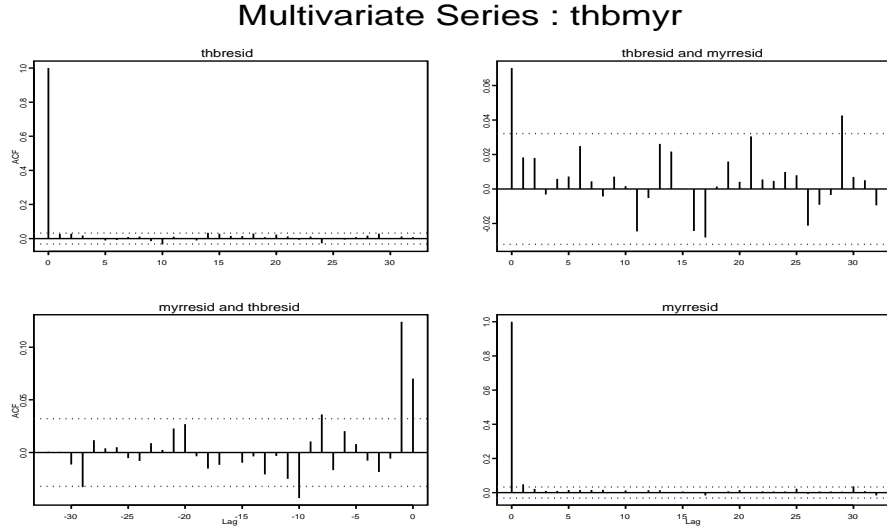 Multivariate Series : thbmyr
thbresid
ACF
0.0 0.2 0.4 0.6 0.8 1.0
0 5 10 15 20 25 30
thbresid and myrresid
-0.02 0.0 0.02 0.04 0.06
0 5 10 15 20 25 30
myrresid and thbresid
ACF
0.0 0.05 0.10
-30 -25 -20 -15 -10 -5 0
Lag
myrresid
0.0 0.2 0.4 0.6 0.8 1.0
0 5 10 15 20 25 30
Lag